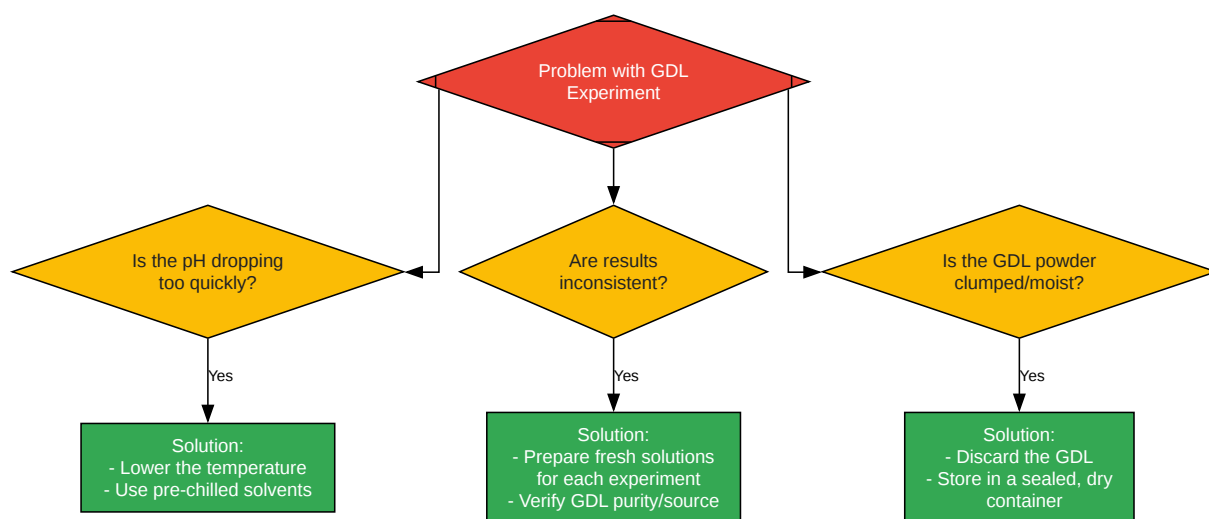 Problem with GDL
Experiment
Is the pH dropping
too quickly?
Are results
inconsistent?
Is the GDL powder
clumped/moist?
Yes
Yes
Yes
Solution:
- Lower the temperature
- Use pre-chilled solvents
Solution:
- Prepare fresh solutions
for each experiment
- Verify GDL purity/source
Solution:
- Discard the GDL
- Store in a sealed, dry
container